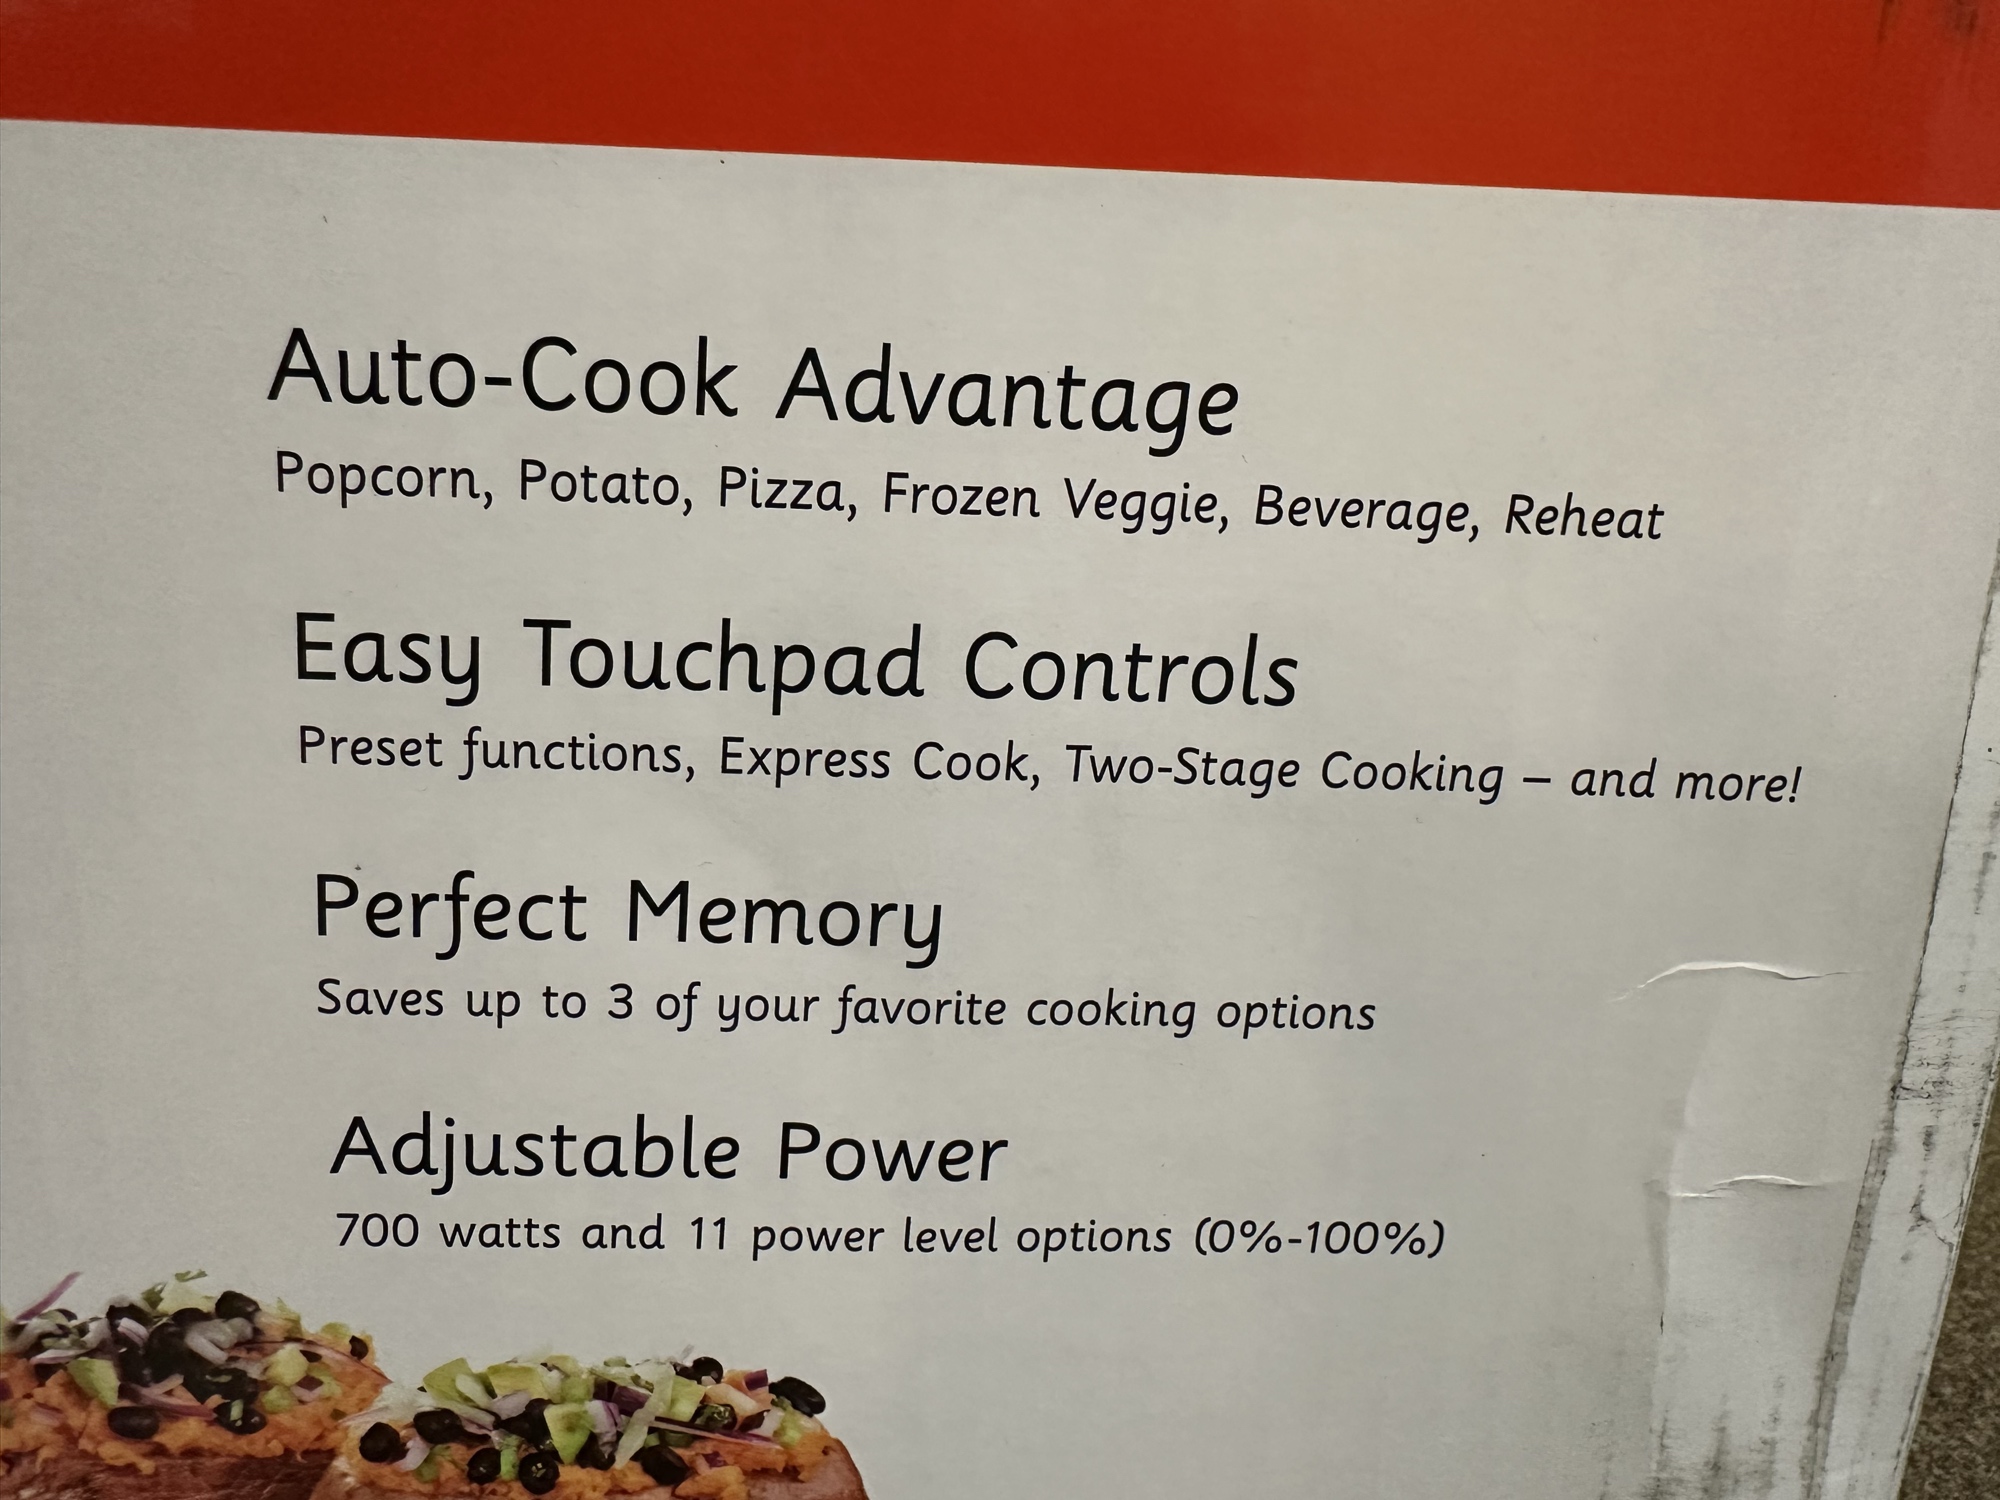 Auto-Cook Advantage
Popcorn, Potato, Pizza, Frozen Veggie, Beverage, Reheat
Easy Touchpad Controls
Preset functions, Express Cook, Two-Stage Cooking – and more!
Perfect Memory
Saves up to 3 of your favorite cooking options
Adjustable Power
700 watts and 11 power level options (0%-100%)